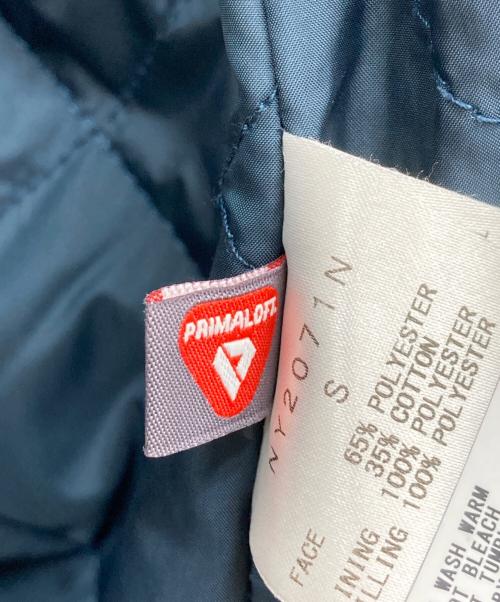 PRIMALOFT
NY2071N
S
FACE 65% POLYESTER
35% COTTON
100% POLYESTER
100% POLYESTER
WASH WARM
BLEACH